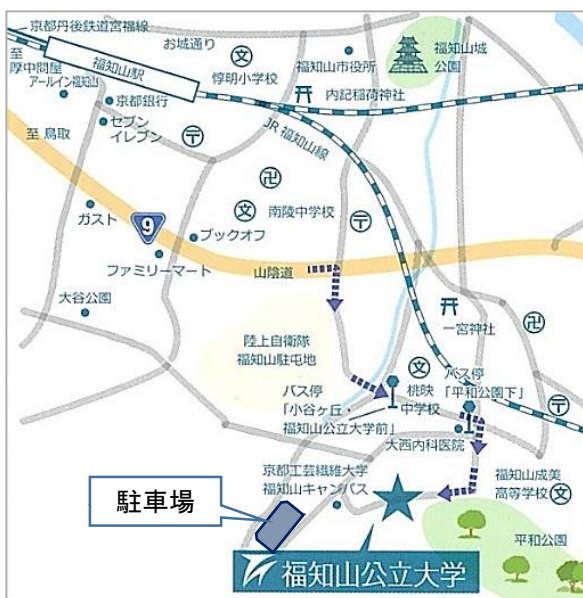 京都丹後鉄道宮福線
お城通り
至
厚中問屋
アールイン福知山
福知山駅
文
惇明小学校
福知山市役所
福知山城
公園
京都銀行
セブン
イレブン
内記稲荷神社
至 鳥取
〒
JR 福知山線
卍
文
南陵中学校
〒
ガスト
9
ブックオフ
ファミリーマート
山陰道
大谷公園
一宮神社
卍
陸上自衛隊
福知山駐屯地
文
桃映
中学校
バス停
「平和公園下」
バス停
「小谷ヶ丘・
福知山公立大学前」
〒
大西内科医院
京都工芸繊維大学
福知山キャンパス
福知山成美
高等学校
文
駐車場
平和公園
福知山公立大学